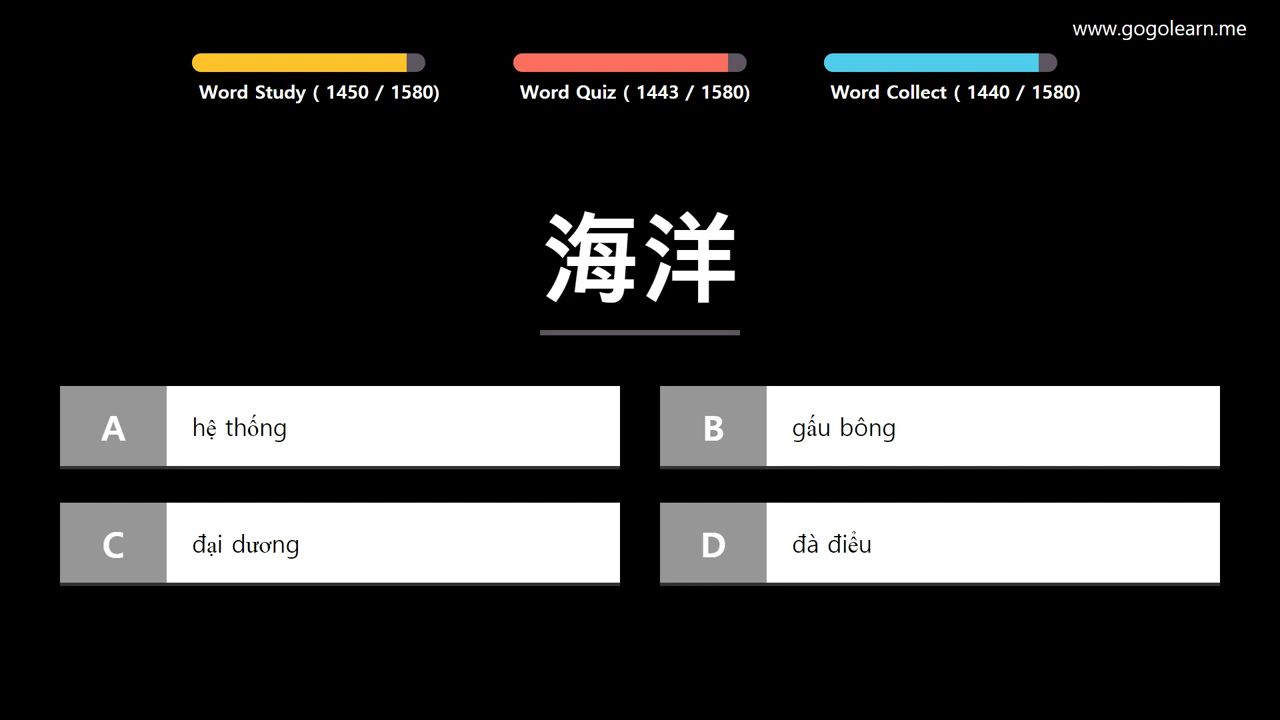 www.gogolearn.me
Word Study ( 1450 / 1580)
Word Quiz ( 1443 / 1580)
Word Collect ( 1440 / 1580)
海洋
A hệ thống
B gấu bông
C đại dương
D đà điểu